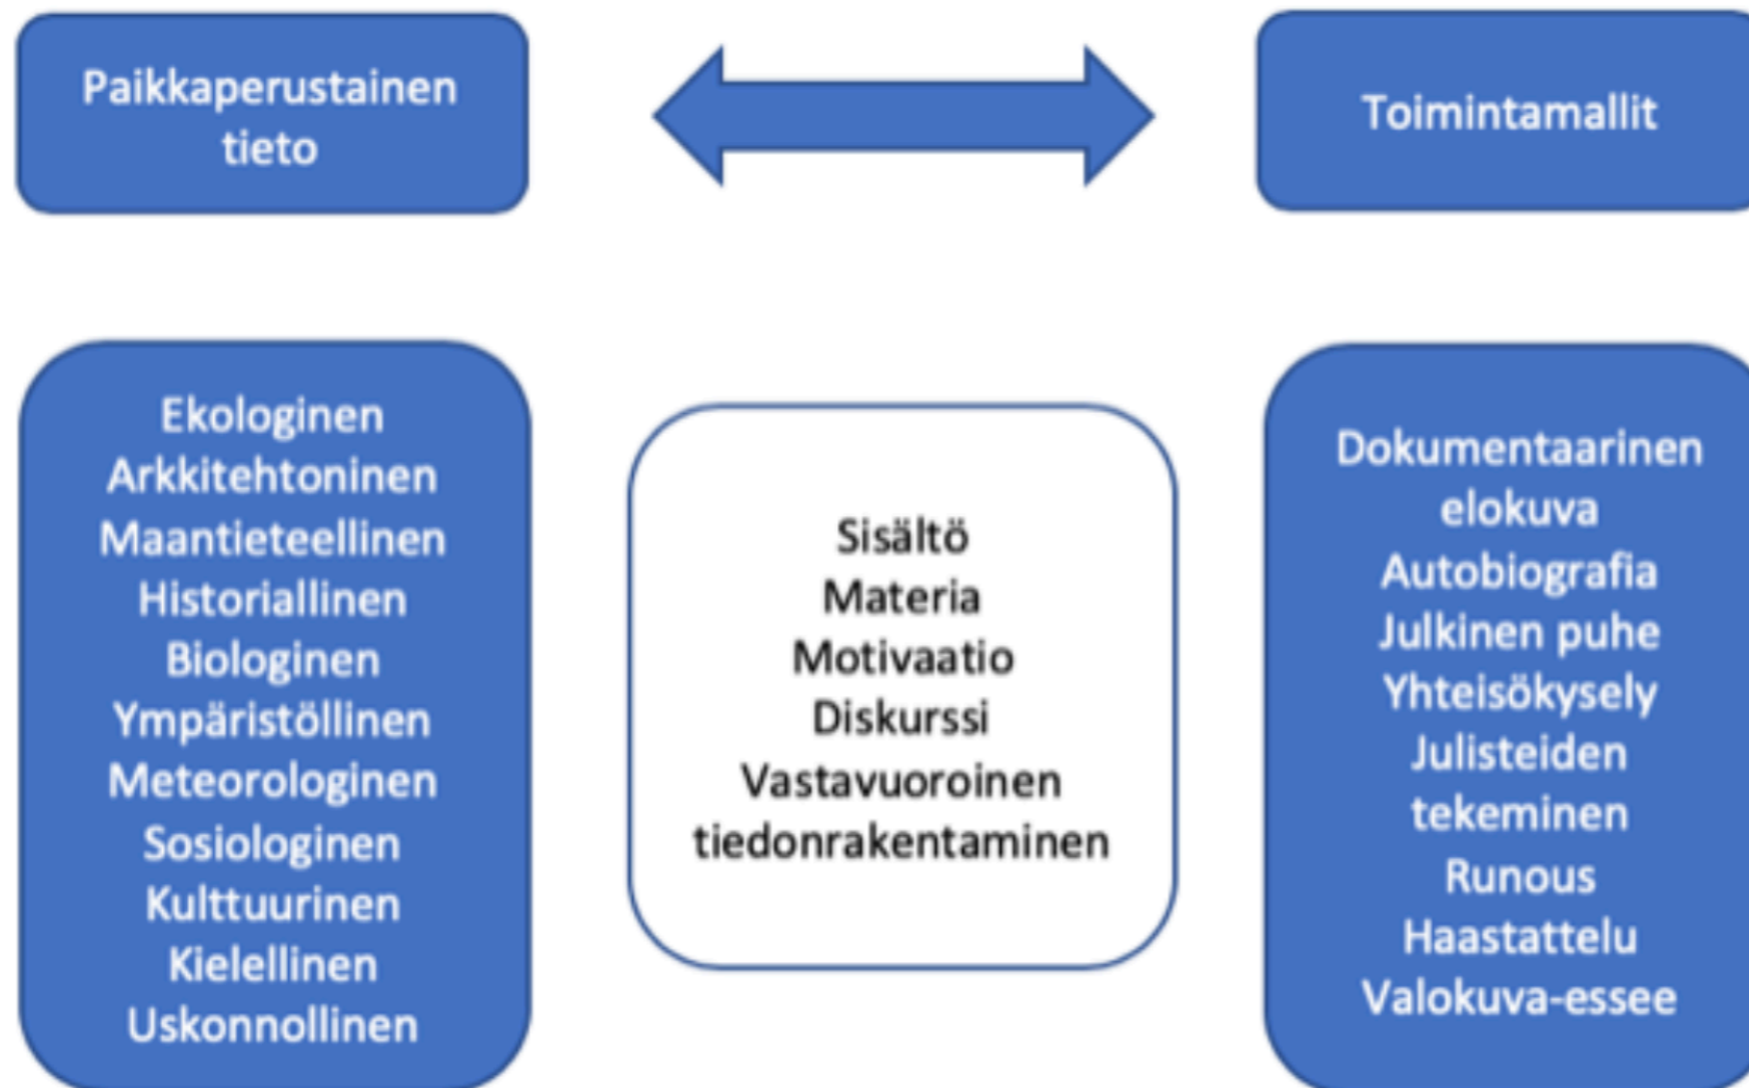 Paikkaperustainen
tieto
Toimintamallit
Ekologinen
Arkkitehtoninen
Maantieteellinen
Historiallinen
Biologinen
Ympäristöllinen
Meteorologinen
Sosiologinen
Kulttuurinen
Kielellinen
Uskonnollinen
Sisältö
Materia
Motivaatio
Diskurssi
Vastavuoroinen
tiedonrakentaminen
Dokumentaarinen
elokuva
Autobiografia
Julkinen puhe
Yhteisökysely
Julisteiden
tekeminen
Runous
Haastattelu
Valokuva-essee